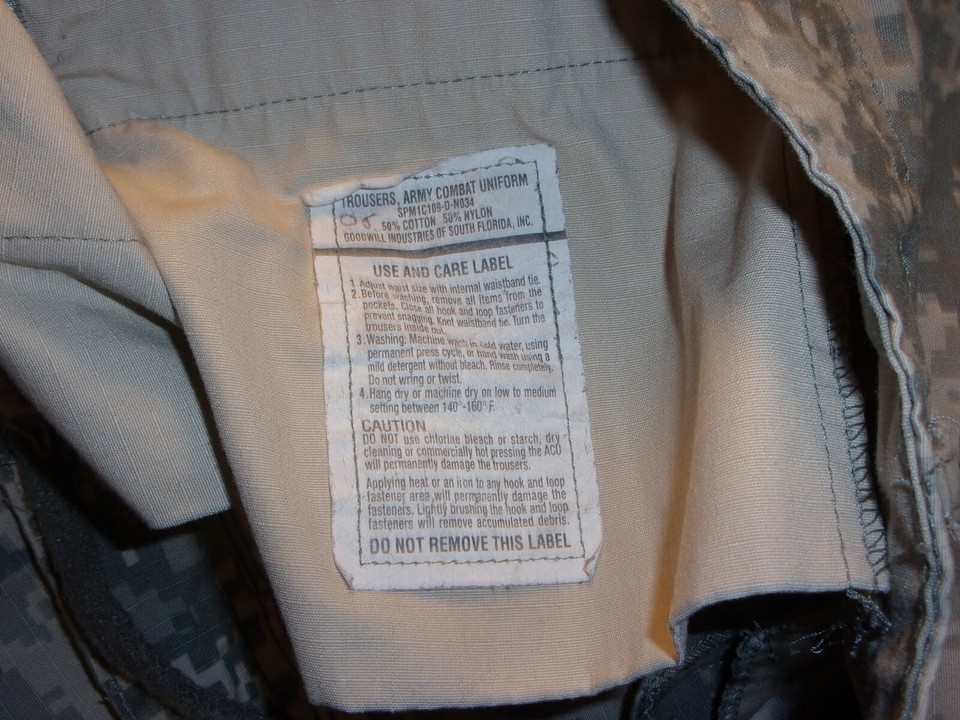 TROUSERS, ARMY COMBAT UNIFORM
SPM1C108-D-N034
50% COTTON 50% NYLON
GOODWILL INDUSTRIES OF SOUTH FLORIDA, INC.
USE AND CARE LABEL
1. Adjust waist size with internal waistband tie.
2. Before washing, remove all items from the
pockets. Close all hook and loop fasteners to
prevent snagging. Knot waistband tie. Turn the
trousers inside out.
3. Washing: Machine wash in cold water, using
permanent press cycle, or hand wash using a
mild detergent without bleach. Rinse completely.
Do not wring or twist.
4. Hang dry or machine dry on low to medium
setting between 140°-160° F.
CAUTION
DO NOT use chlorine bleach or starch, dry
cleaning or commercially hot pressing the ACU
will permanently damage the trousers.
Applying heat or an iron to any hook and loop
fastener area will permanently damage the
fasteners. Lightly brushing the hook and loop
fasteners will remove accumulated debris.
DO NOT REMOVE THIS LABEL